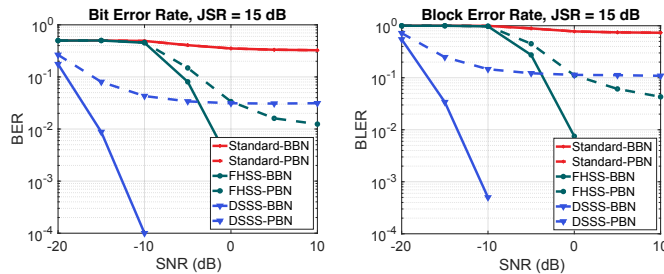 Bit Error Rate, JSR = 15 dB
10^0
10^-1
10^-2
10^-3
10^-4
BER
-20 -10 0 10
SNR (dB)
Standard-BBN
Standard-PBN
FHSS-BBN
FHSS-PBN
DSSS-BBN
DSSS-PBN
Block Error Rate, JSR = 15 dB
10^0
10^-1
10^-2
10^-3
10^-4
BLER
-20 -10 0 10
SNR (dB)
Standard-BBN
Standard-PBN
FHSS-BBN
FHSS-PBN
DSSS-BBN
DSSS-PBN